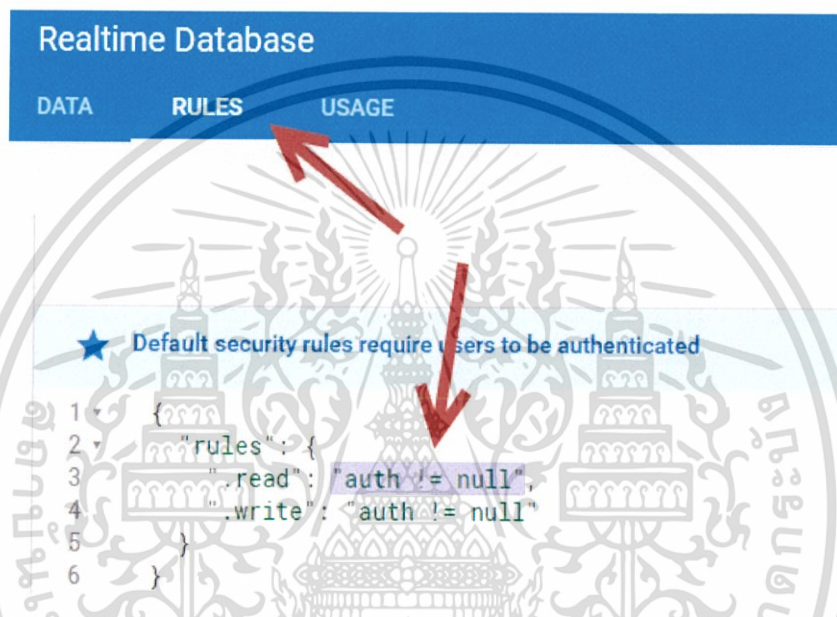 Realtime Database
DATA RULES USAGE
Default security rules require users to be authenticated
1 {
2 "rules": {
3 ".read": "auth != null",
4 ".write": "auth != null"
5 }
6 }